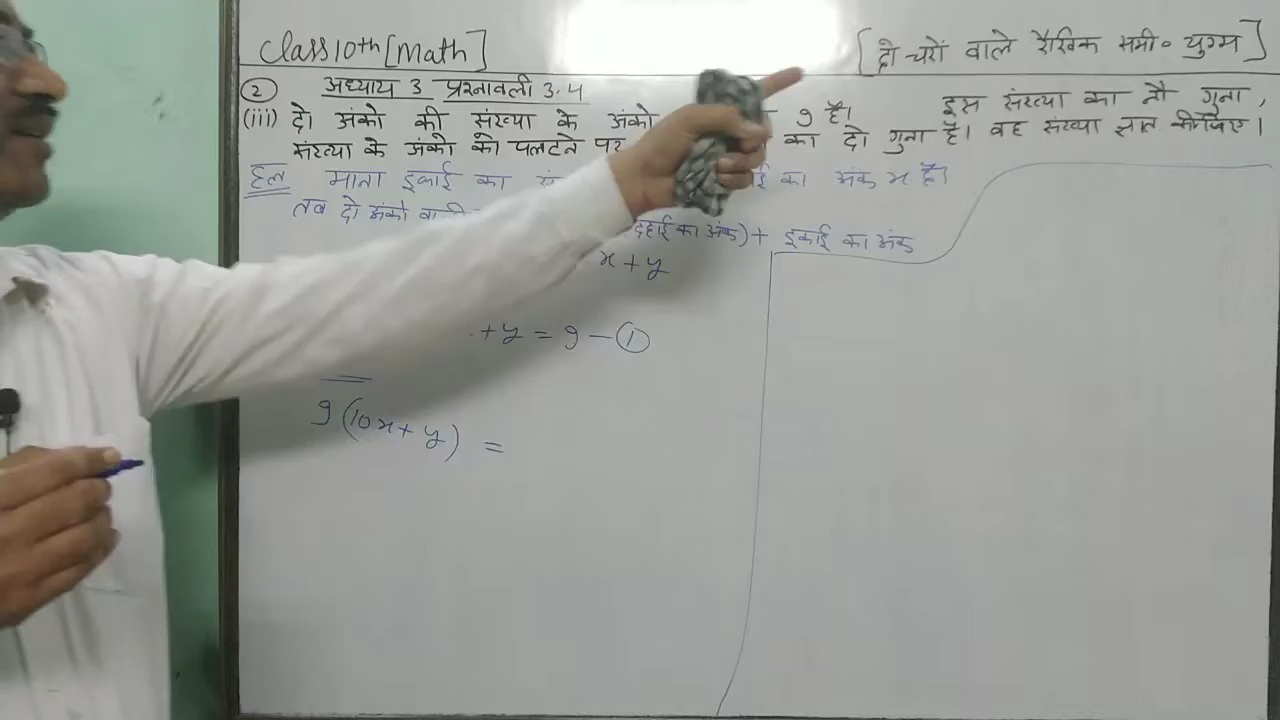 Class 10th [Math]
[दो चरों वाले रैखिक समी॰ युग्म]
② अध्याय 3 प्रश्नावली 3.4
(iii) दो अंको की संख्या के अंको 9 है। इस संख्या का नौ गुना,
संख्या के अंको को पलटने पर का दो गुना है। वह संख्या ज्ञात कीजिए।
हल माना इकाई का का अंक x है।
तब दो अंको
दहाई का अंक) + इकाई का अंक
x + y
+ y = 9 — ①
9(10x + y) =